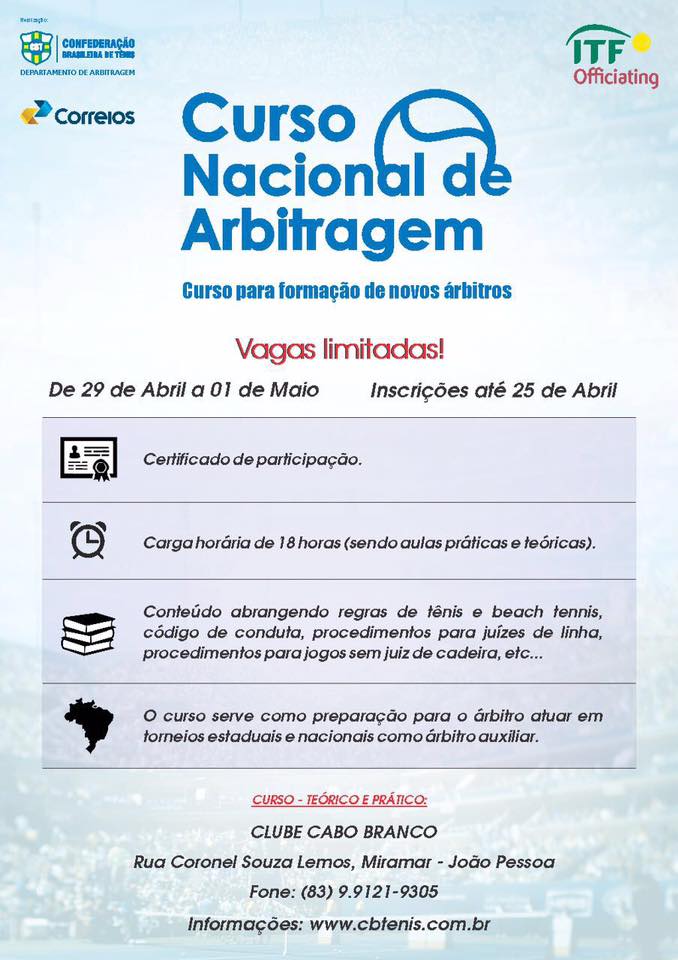 Realização:
CBT
CONFEDERAÇÃO
BRASILEIRA DE TÊNIS
DEPARTAMENTO DE ARBITRAGEM
Correios
ITF
Officiating
Curso
Nacional de
Arbitragem
Curso para formação de novos árbitros
Vagas limitadas!
De 29 de Abril a 01 de Maio Inscrições até 25 de Abril
Certificado de participação.
Carga horária de 18 horas (sendo aulas práticas e teóricas).
Conteúdo abrangendo regras de tênis e beach tennis,
código de conduta, procedimentos para juízes de linha,
procedimentos para jogos sem juiz de cadeira, etc...
O curso serve como preparação para o árbitro atuar em
torneios estaduais e nacionais como árbitro auxiliar.
CURSO - TEÓRICO E PRÁTICO:
CLUBE CABO BRANCO
Rua Coronel Souza Lemos, Miramar - João Pessoa
Fone: (83) 9.9121-9305
Informações: www.cbtenis.com.br